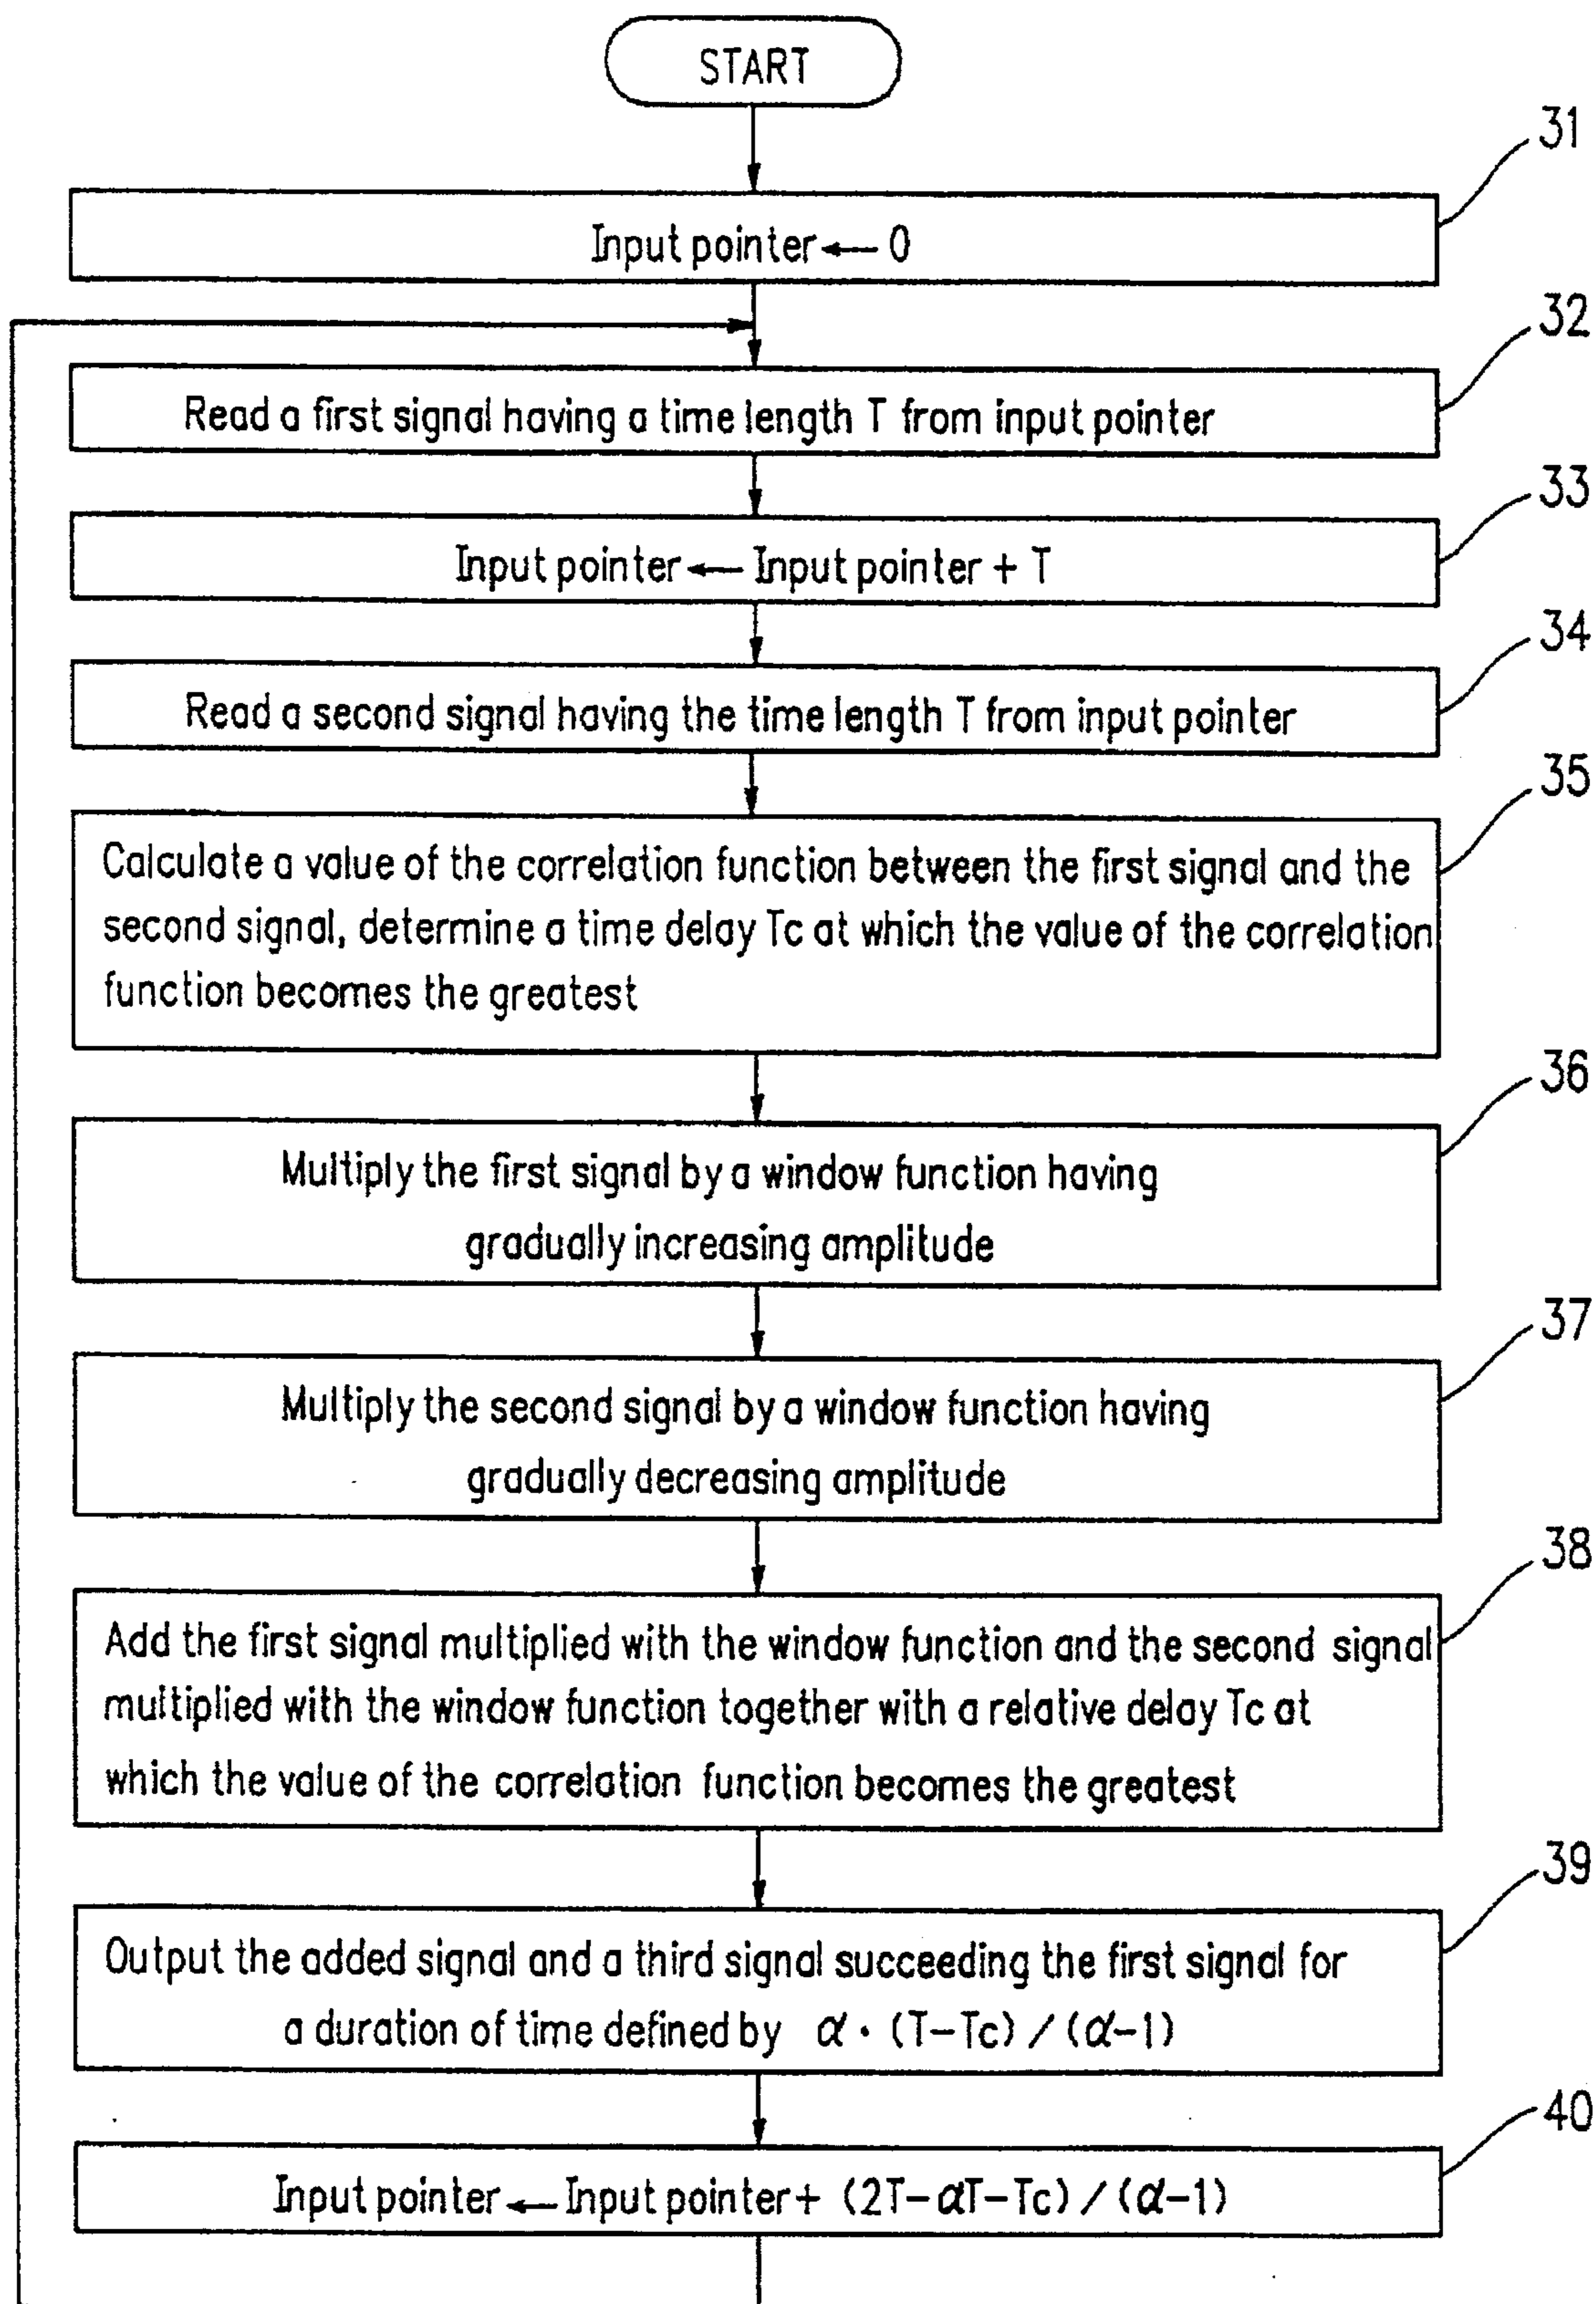 START
31
Input pointer ← 0
32
Read a first signal having a time length T from input pointer
33
Input pointer ← Input pointer + T
34
Read a second signal having the time length T from input pointer
35
Calculate a value of the correlation function between the first signal and the
second signal, determine a time delay Tc at which the value of the correlation
function becomes the greatest
36
Multiply the first signal by a window function having
gradually increasing amplitude
37
Multiply the second signal by a window function having
gradually decreasing amplitude
38
Add the first signal multiplied with the window function and the second signal
multiplied with the window function together with a relative delay Tc at
which the value of the correlation function becomes the greatest
39
Output the added signal and a third signal succeeding the first signal for
a duration of time defined by α · (T-Tc) / (α-1)
40
Input pointer ← Input pointer + (2T-αT-Tc) / (α-1)